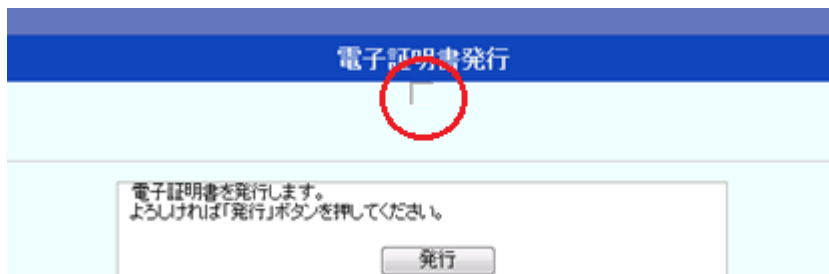 電子証明書発行
電子証明書を発行します。
よろしければ「発行」ボタンを押してください。
発行